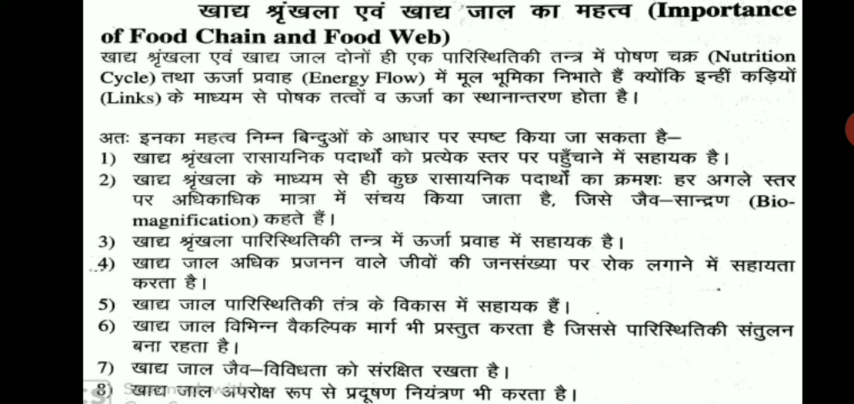 खाद्य श्रृंखला एवं खाद्य जाल का महत्व (Importance
of Food Chain and Food Web)
खाद्य श्रृंखला एवं खाद्य जाल दोनों ही एक पारिस्थितिकी तन्त्र में पोषण चक्र (Nutrition
Cycle) तथा ऊर्जा प्रवाह (Energy Flow) में मूल भूमिका निभाते हैं क्योंकि इन्हीं कड़ियों
(Links) के माध्यम से पोषक तत्वों व ऊर्जा का स्थानान्तरण होता है।
अतः इनका महत्व निम्न बिन्दुओं के आधार पर स्पष्ट किया जा सकता है–
1) खाद्य श्रृंखला रासायनिक पदार्थो को प्रत्येक स्तर पर पहुँचाने में सहायक है।
2) खाद्य श्रृंखला के माध्यम से ही कुछ रासायनिक पदार्थों का क्रमशः हर अगले स्तर
पर अधिकाधिक मात्रा में संचय किया जाता है, जिसे जैव–सान्द्रण (Bio-
magnification) कहते हैं।
3) खाद्य श्रृंखला पारिस्थितिकी तन्त्र में ऊर्जा प्रवाह में सहायक है।
4) खाद्य जाल अधिक प्रजनन वाले जीवों की जनसंख्या पर रोक लगाने में सहायता
करता है।
5) खाद्य जाल पारिस्थितिकी तंत्र के विकास में सहायक हैं।
6) खाद्य जाल विभिन्न वैकल्पिक मार्ग भी प्रस्तुत करता है जिससे पारिस्थितिकी संतुलन
बना रहता है।
7) खाद्य जाल जैव–विविधता को संरक्षित रखता है।
8) खाद्य जाल अपरोक्ष रूप से प्रदूषण नियंत्रण भी करता है।